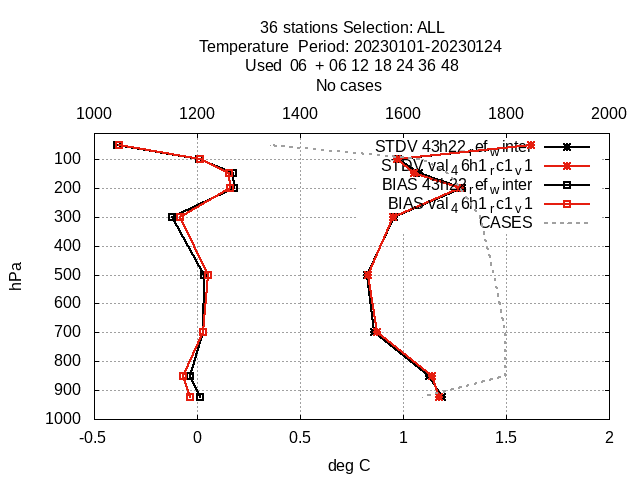 36 stations Selection: ALL
Temperature  Period: 20230101-20230124
Used  06  + 06 12 18 24 36 48
No cases
1000 1200 1400 1600 1800 2000
STDV 43h22_ref_winter
STDV val_46h1_rc1_v1
BIAS 43h22_ref_winter
BIAS val_46h1_rc1_v1
CASES
hPa
100
200
300
400
500
600
700
800
900
1000
-0.5 0 0.5 1 1.5 2
deg C